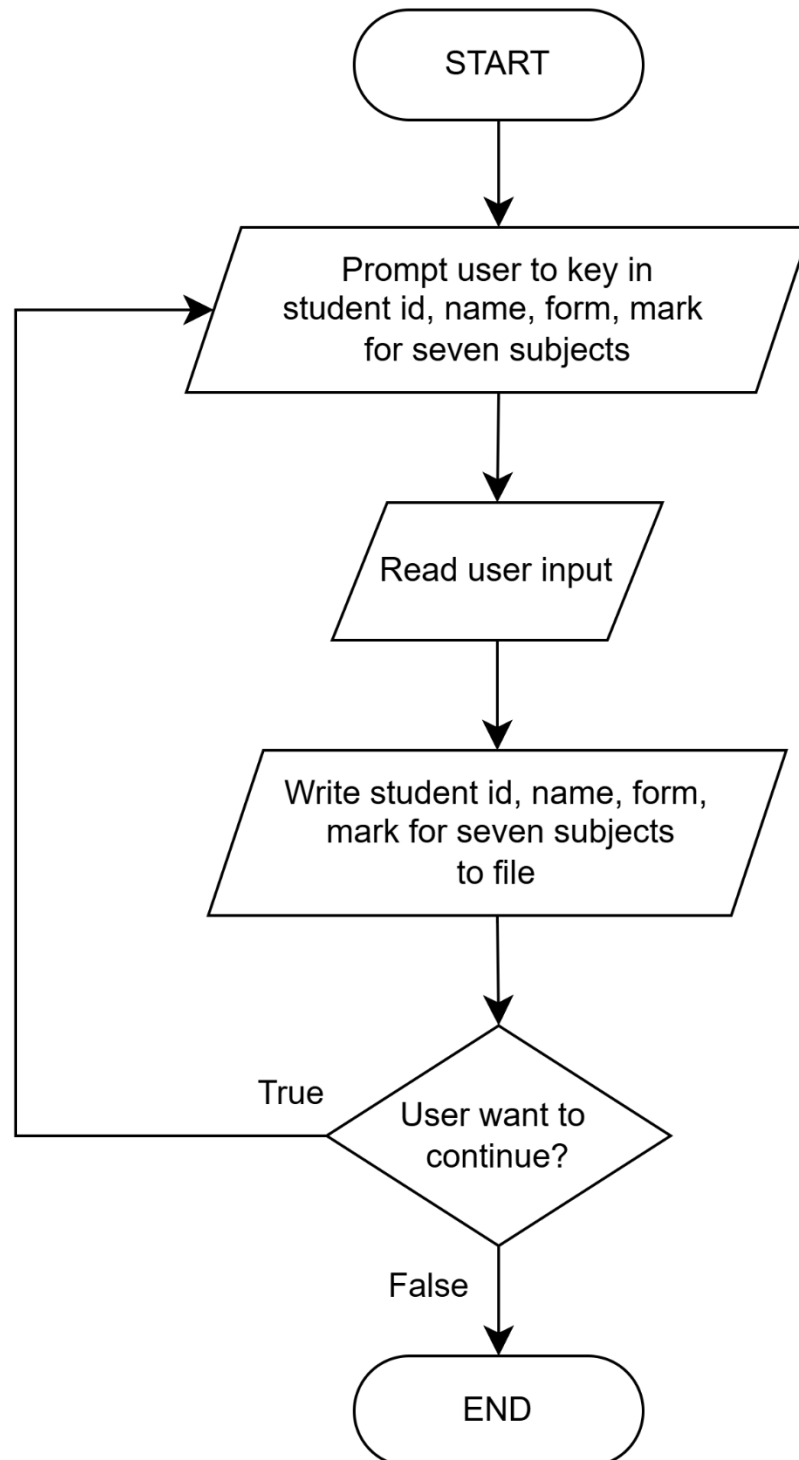 START
Prompt user to key in
student id, name, form, mark
for seven subjects
Read user input
Write student id, name, form,
mark for seven subjects
to file
True
User want to
continue?
False
END